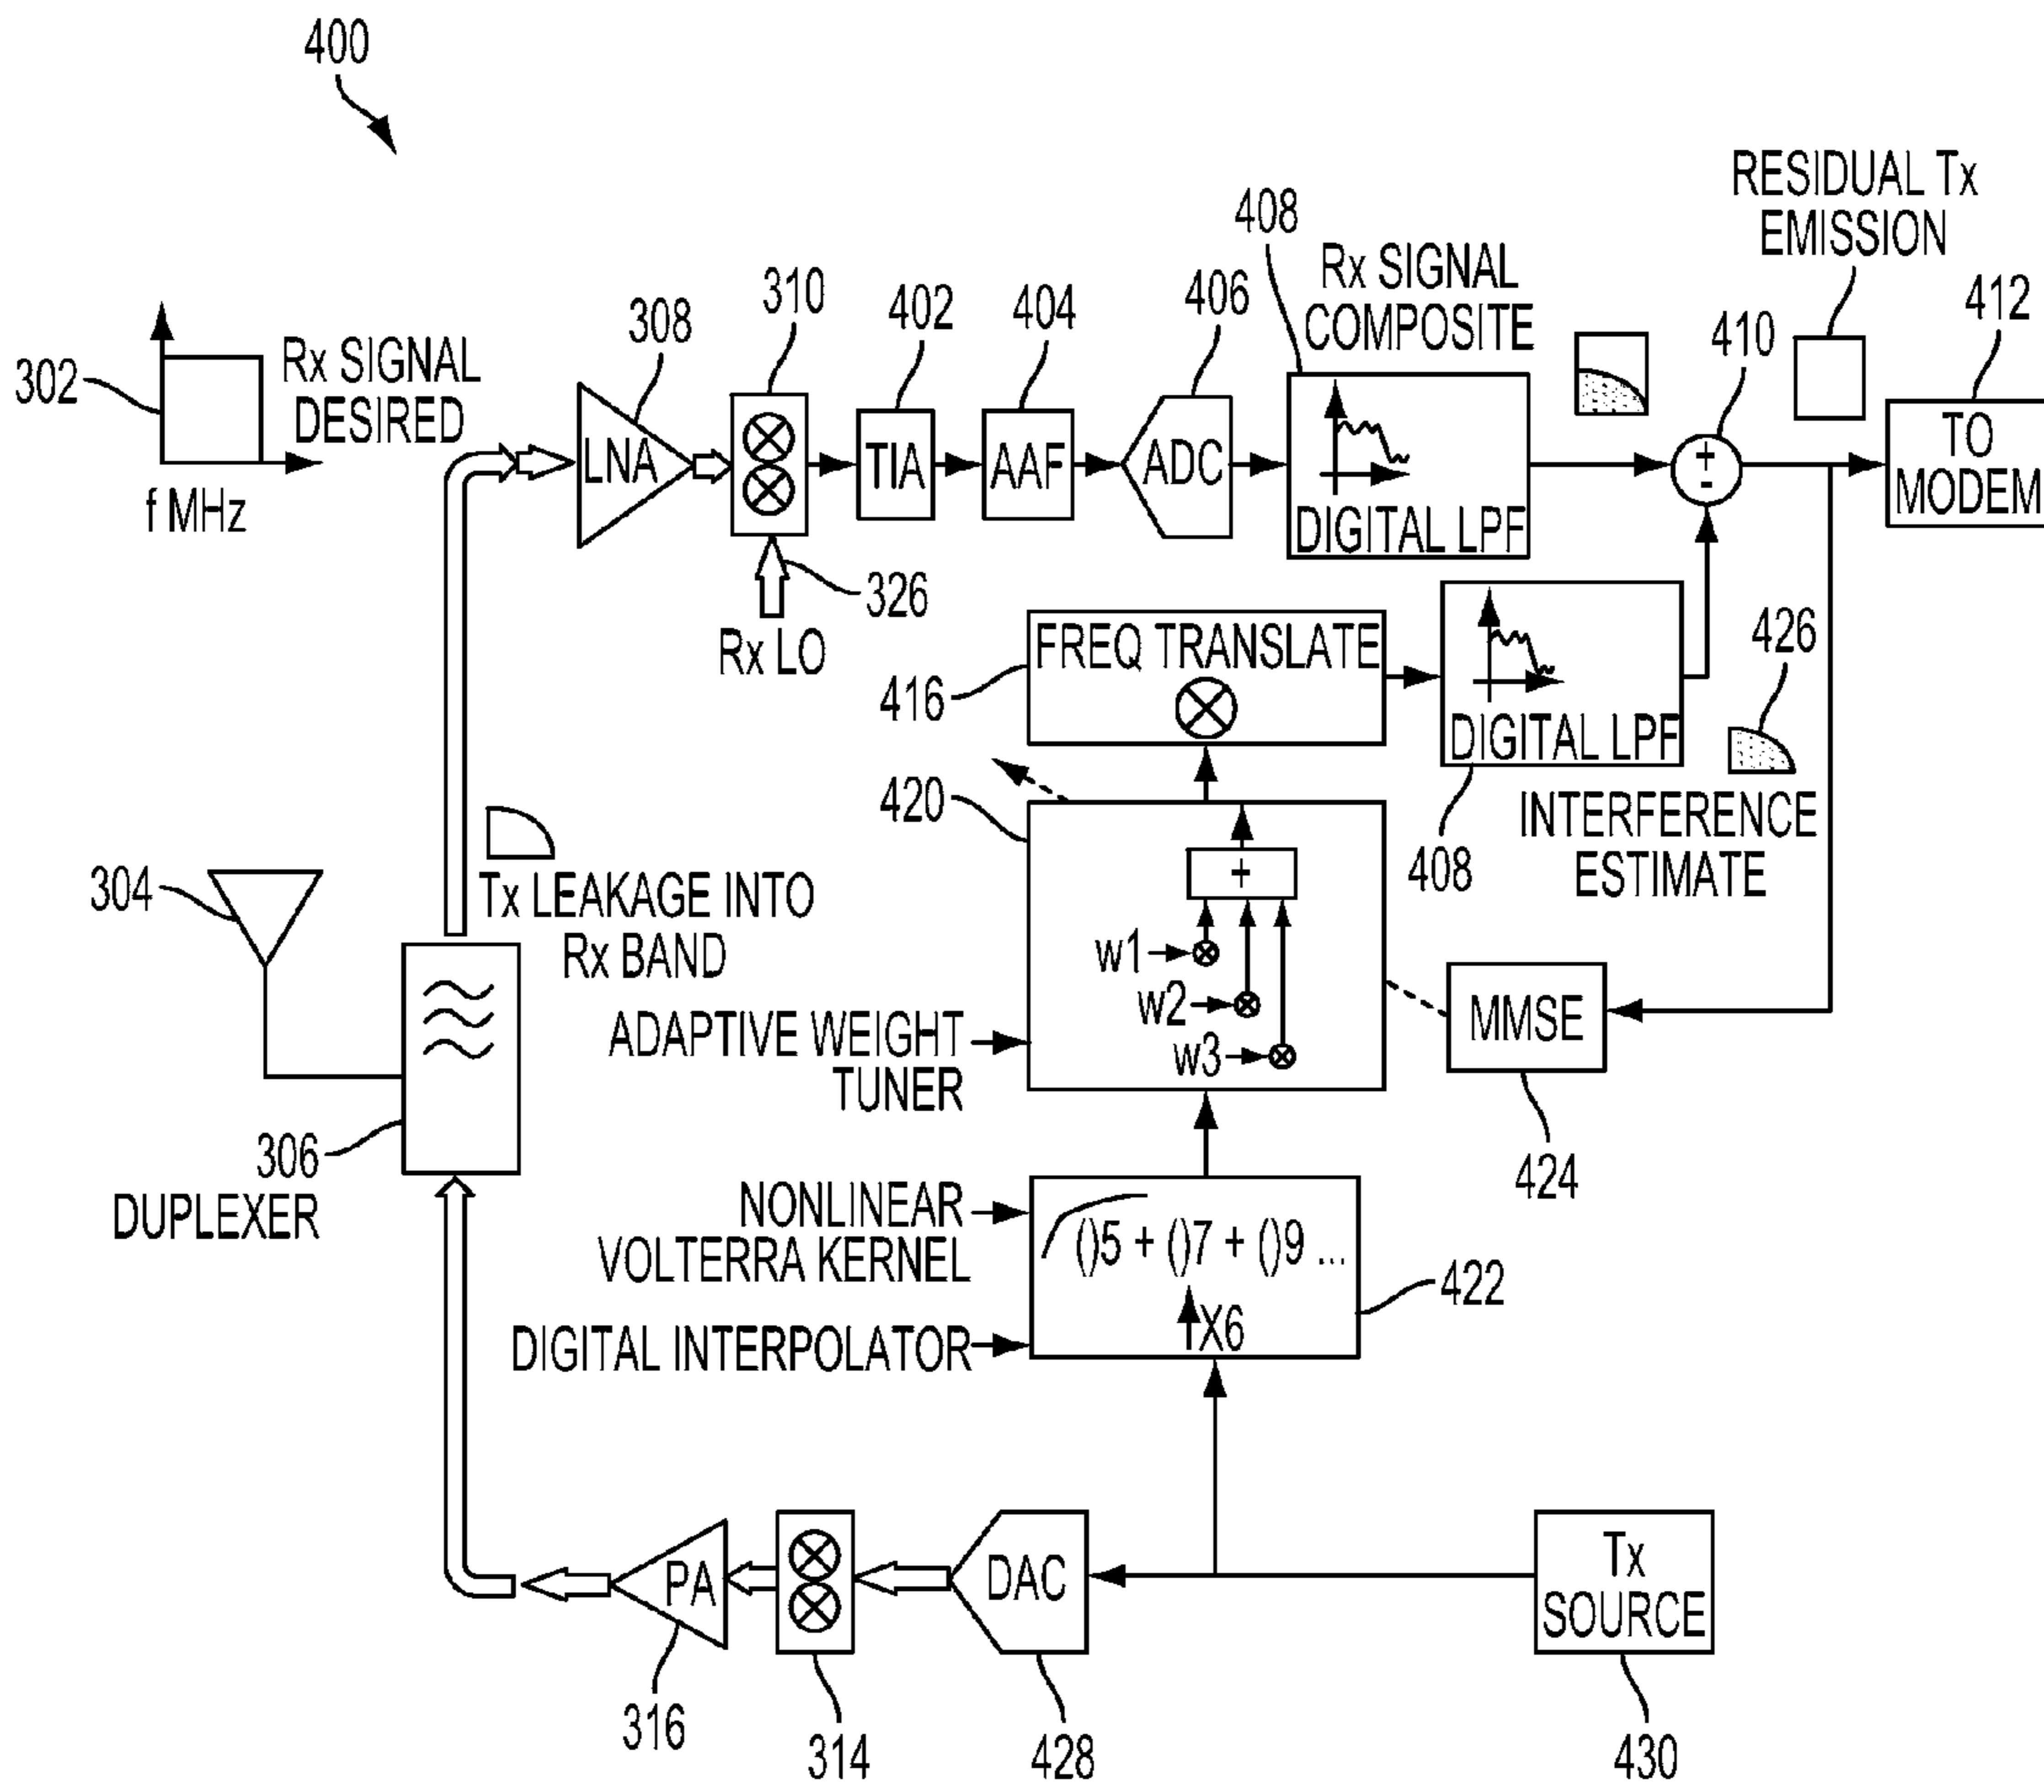 400
RESIDUAL Tx
EMISSION
408
Rx SIGNAL
COMPOSITE
310
402
404
406
308
410
412
302
Rx SIGNAL
DESIRED
f MHz
LNA
TIA
AAF
ADC
DIGITAL LPF
+
-
TO
MODEM
326
Rx LO
FREQ TRANSLATE
416
DIGITAL LPF
426
408
INTERFERENCE
ESTIMATE
420
+
w1
w2
w3
304
Tx LEAKAGE INTO
Rx BAND
ADAPTIVE WEIGHT
TUNER
MMSE
424
306
DUPLEXER
NONLINEAR
VOLTERRA KERNEL
()5 + ()7 + ()9 ...
422
DIGITAL INTERPOLATOR
X6
PA
DAC
Tx
SOURCE
316
314
428
430